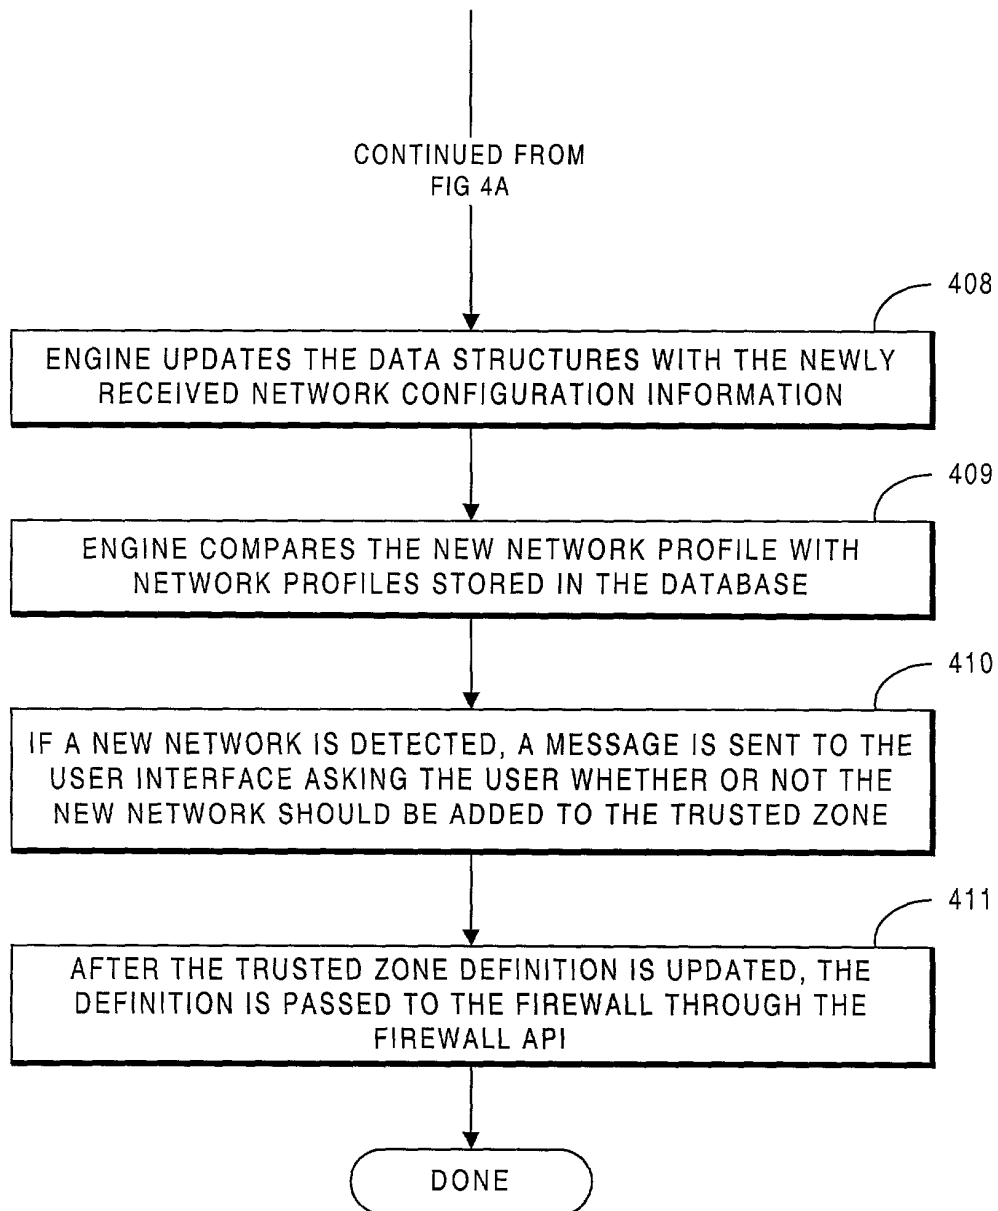 CONTINUED FROM
FIG 4A
408
ENGINE UPDATES THE DATA STRUCTURES WITH THE NEWLY
RECEIVED NETWORK CONFIGURATION INFORMATION
409
ENGINE COMPARES THE NEW NETWORK PROFILE WITH
NETWORK PROFILES STORED IN THE DATABASE
410
IF A NEW NETWORK IS DETECTED, A MESSAGE IS SENT TO THE
USER INTERFACE ASKING THE USER WHETHER OR NOT THE
NEW NETWORK SHOULD BE ADDED TO THE TRUSTED ZONE
411
AFTER THE TRUSTED ZONE DEFINITION IS UPDATED, THE
DEFINITION IS PASSED TO THE FIREWALL THROUGH THE
FIREWALL API
DONE